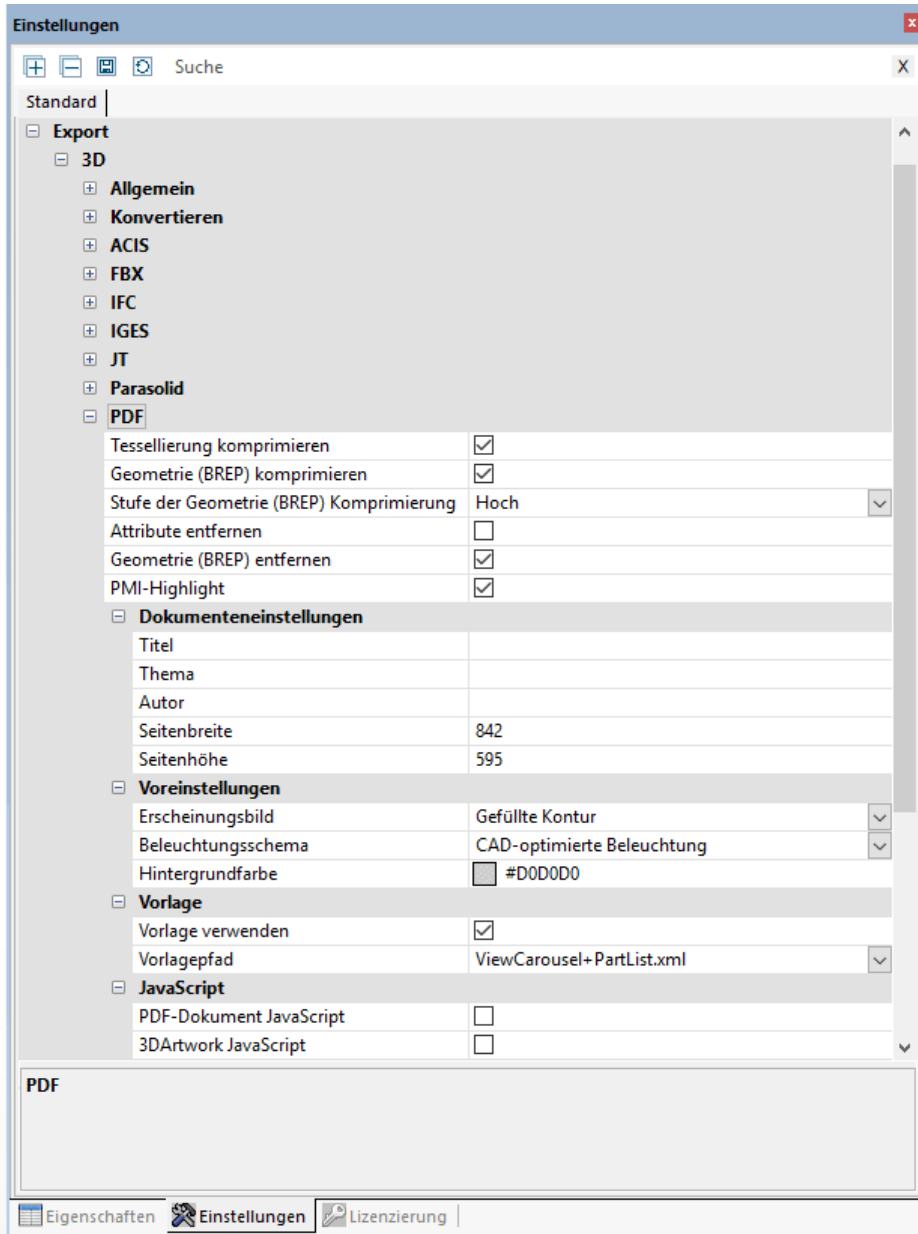 Einstellungen
x
Suche X
Standard
Export
3D
Allgemein
Konvertieren
ACIS
FBX
IFC
IGES
JT
Parasolid
PDF
Tessellierung komprimieren
Geometrie (BREP) komprimieren
Stufe der Geometrie (BREP) Komprimierung Hoch
Attribute entfernen
Geometrie (BREP) entfernen
PMI-Highlight
Dokumenteneinstellungen
Titel
Thema
Autor
Seitenbreite 842
Seitenhöhe 595
Voreinstellungen
Erscheinungsbild Gefüllte Kontur
Beleuchtungsschema CAD-optimierte Beleuchtung
Hintergrundfarbe #D0D0D0
Vorlage
Vorlage verwenden
Vorlagepfad ViewCarousel+PartList.xml
JavaScript
PDF-Dokument JavaScript
3DArtwork JavaScript
PDF
Eigenschaften Einstellungen Lizenzierung